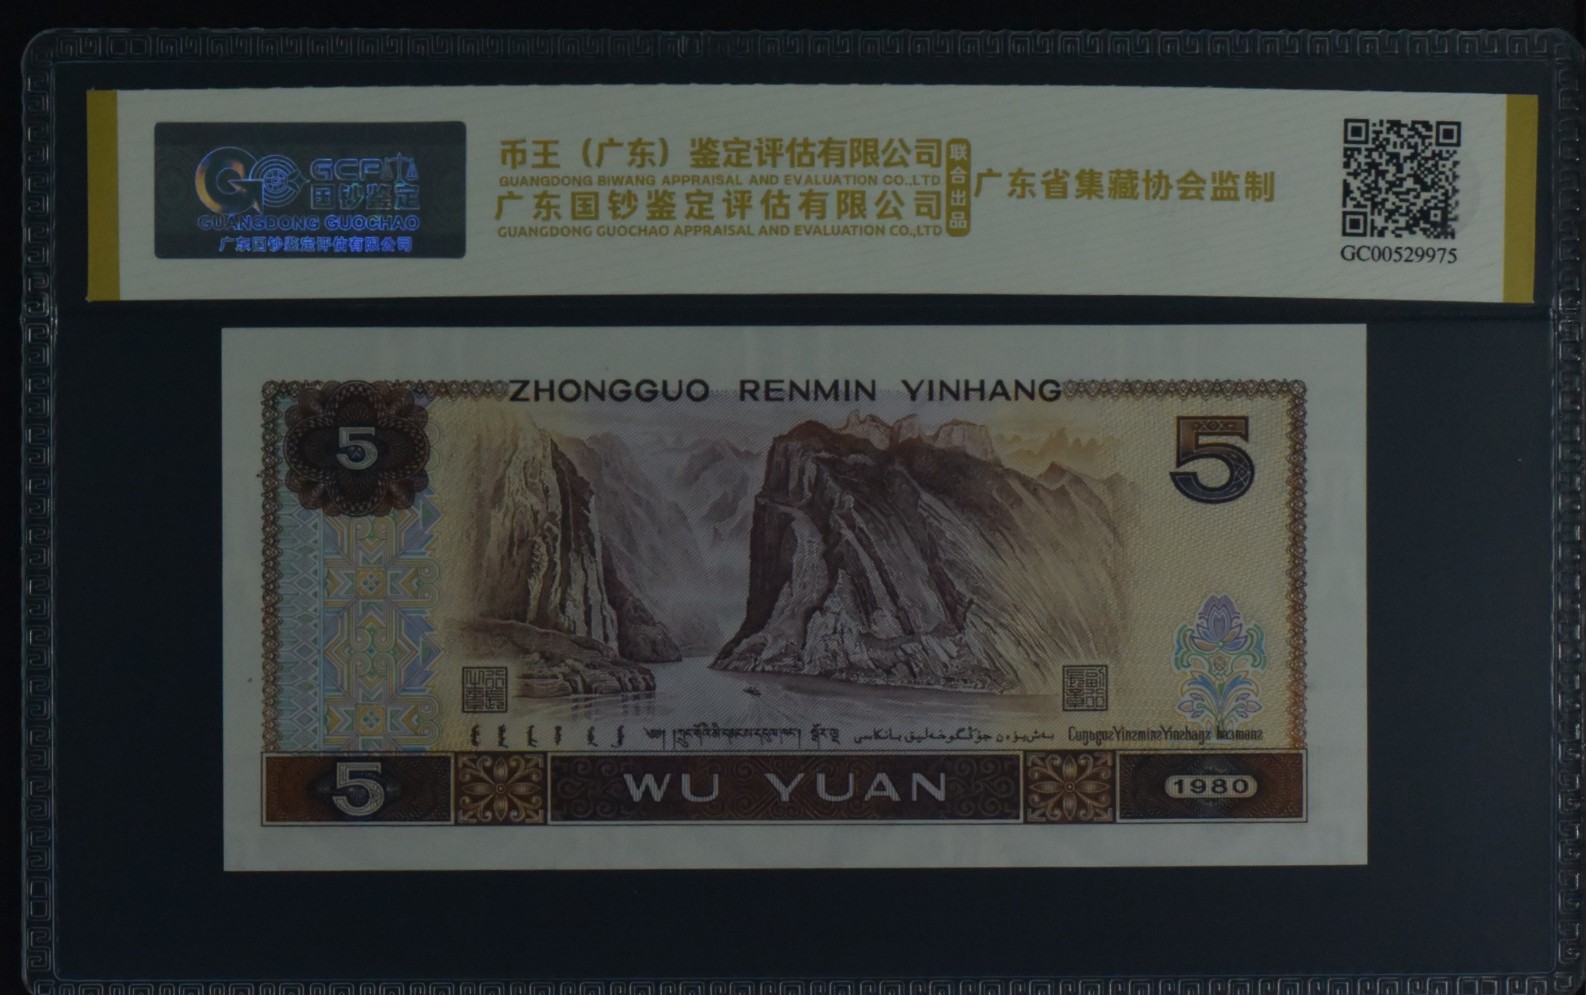 GCF
国钞鉴定
GUANGDONG GUOCHAO
广东国钞鉴定评估有限公司
币王（广东）鉴定评估有限公司
GUANGDONG BIWANG APPRAISAL AND EVALUATION CO.,LTD
广东国钞鉴定评估有限公司
GUANGDONG GUOCHAO APPRAISAL AND EVALUATION CO.,LTD
联合出品
广东省集藏协会监制
GC00529975
ZHONGGUO RENMIN YINHANG
5
5
5
WU YUAN
1980